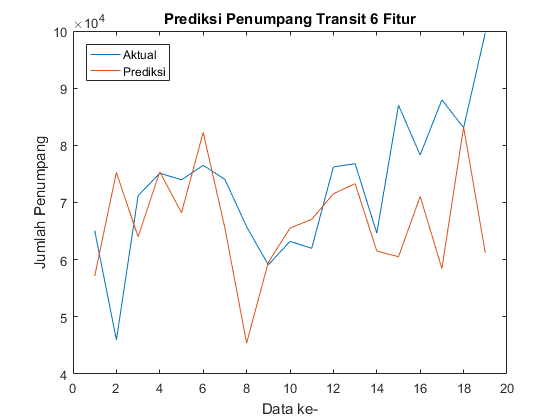 Prediksi Penumpang Transit 6 Fitur
×10⁴
10
9
8
7
6
5
4
Jumlah Penumpang
Aktual
Prediksi
0 2 4 6 8 10 12 14 16 18 20
Data ke-